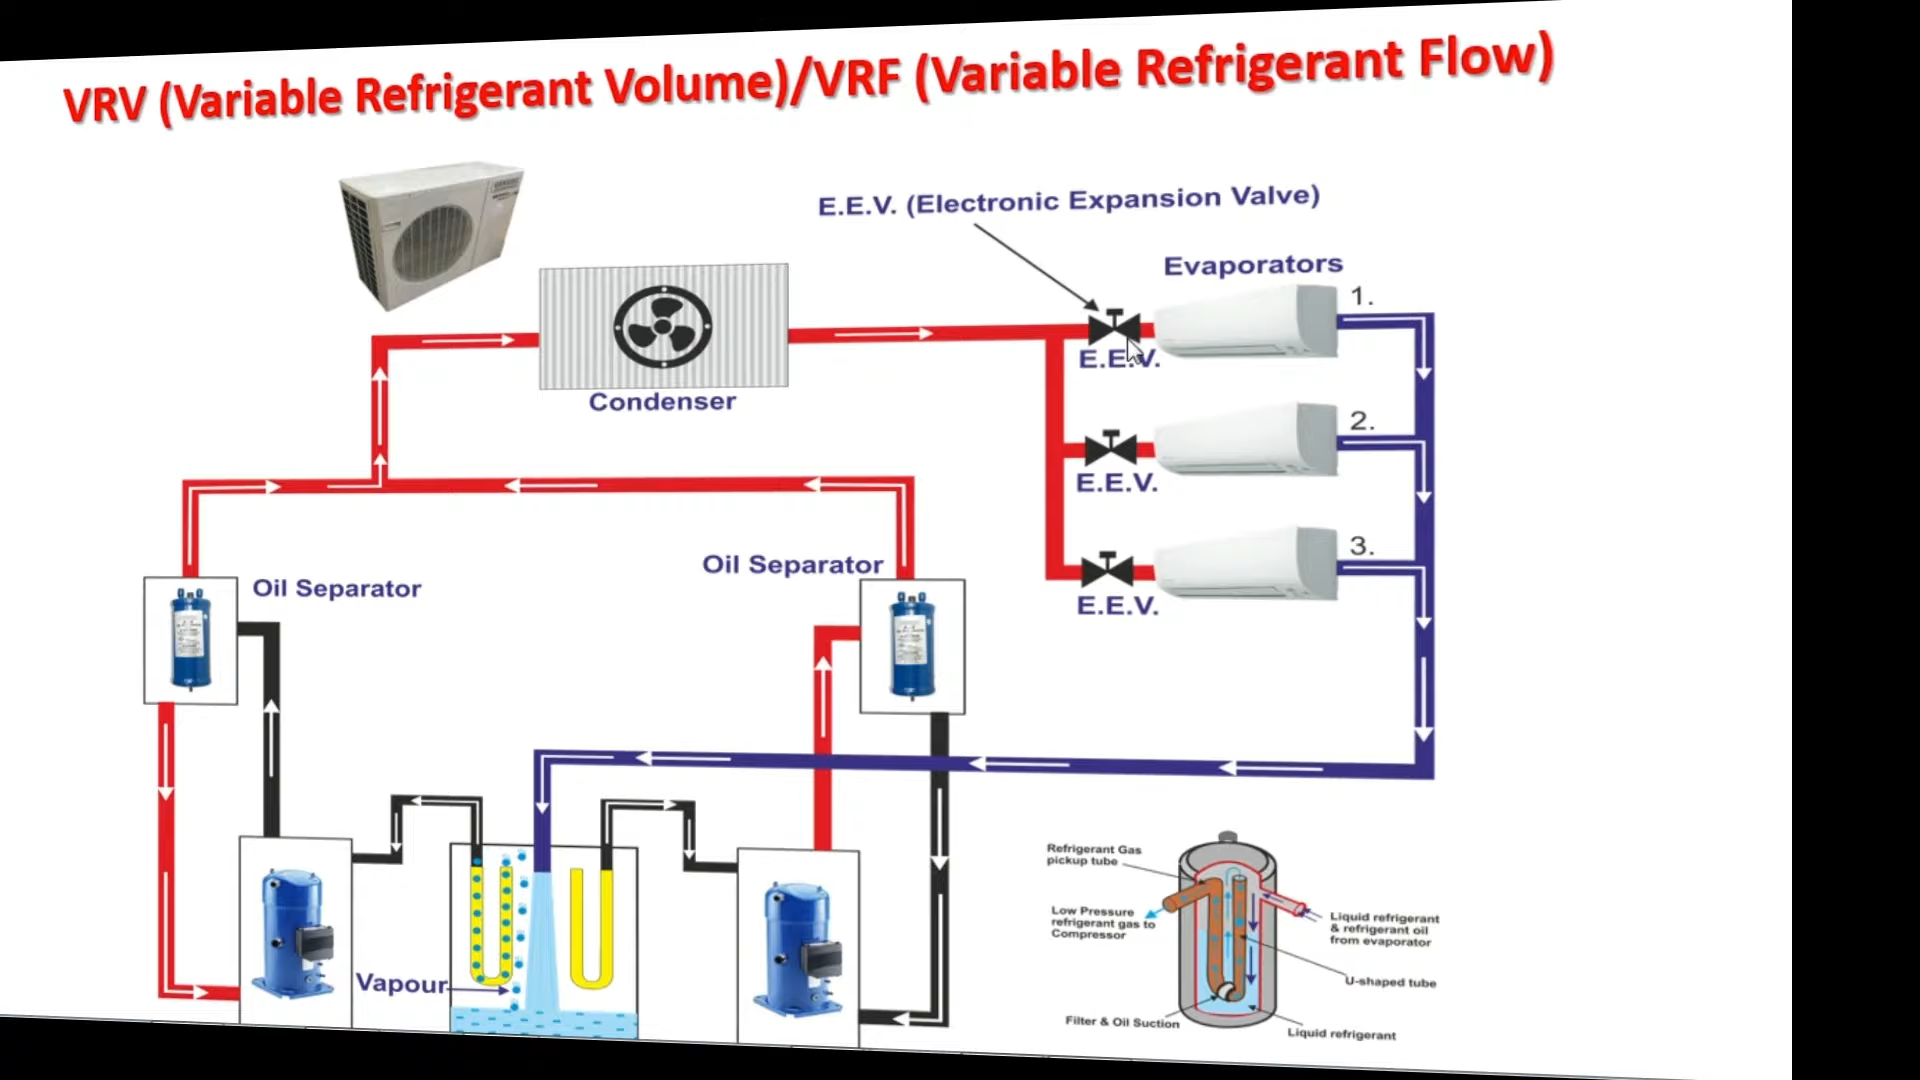 VRV (Variable Refrigerant Volume)/VRF (Variable Refrigerant Flow)
E.E.V. (Electronic Expansion Valve)
Evaporators
1.
E.E.V.
Condenser
2.
E.E.V.
3.
E.E.V.
Oil Separator
Oil Separator
Vapour
Refrigerant Gas
pickup tube
Low Pressure
refrigerant gas to
Compressor
Liquid refrigerant
& refrigerant oil
from evaporator
U-shaped tube
Filter & Oil Suction
Liquid refrigerant